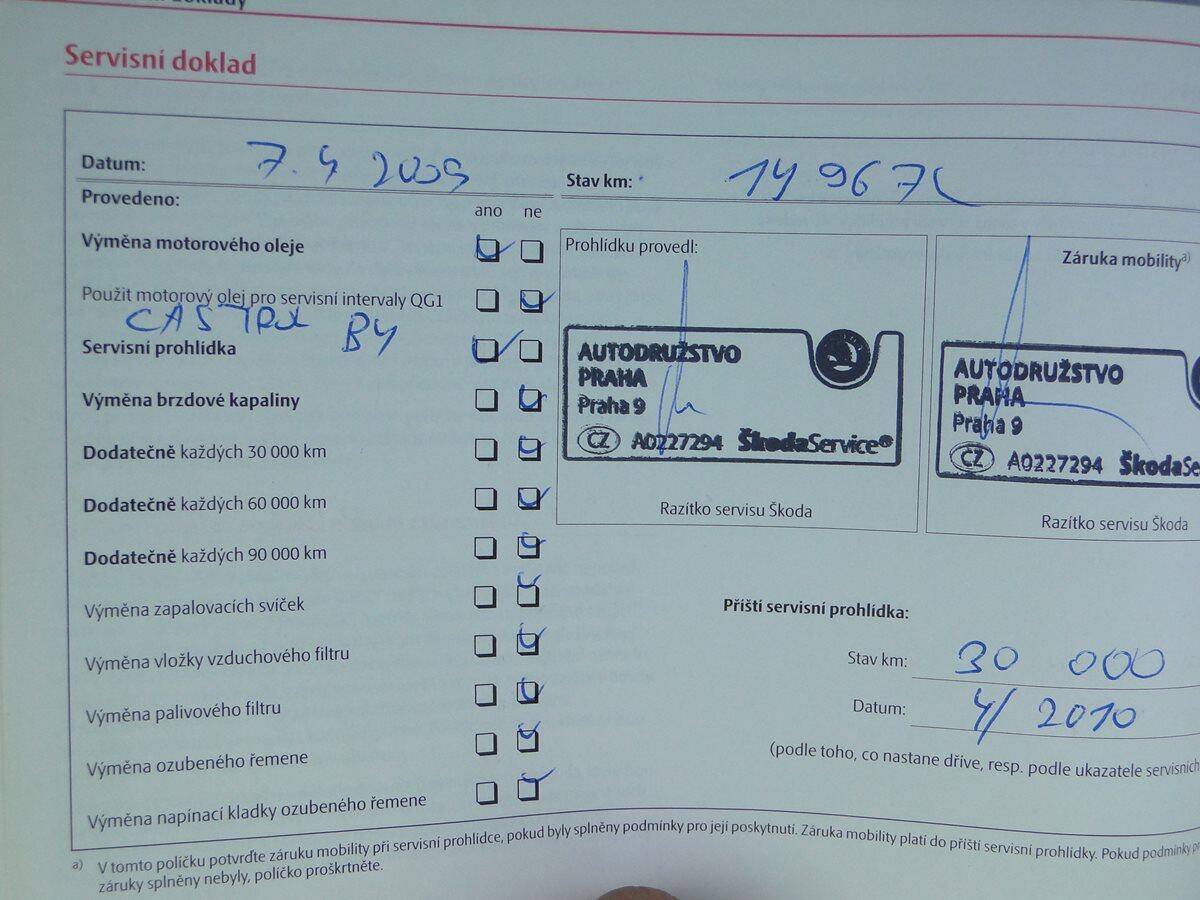 Servisní doklad
Datum: 7. 4 2009
Stav km: 14 967
Provedeno:
ano ne
Výměna motorového oleje
Použit motorový olej pro servisní intervaly QG1
Servisní prohlídka
Výměna brzdové kapaliny
Dodatečně každých 30 000 km
Dodatečně každých 60 000 km
Dodatečně každých 90 000 km
Výměna zapalovacích svíček
Výměna vložky vzduchového filtru
Výměna palivového filtru
Výměna ozubeného řemene
Výměna napínací kladky ozubeného řemene
Prohlídku provedl:
AUTODRUŽSTVO
PRAHA
Praha 9
CZ A0227294 ŠkodaService®
Razítko servisu Škoda
Záruka mobility a)
AUTODRUŽSTVO
PRAHA
Praha 9
CZ A0227294 ŠkodaSe
Razítko servisu Škoda
Příští servisní prohlídka:
Stav km: 30 000
Datum: 4/ 2010
(podle toho, co nastane dříve, resp. podle ukazatele servisních
a) V tomto políčku potvrďte záruku mobility při servisní prohlídce, pokud byly splněny podmínky pro její poskytnutí. Záruka mobility platí do příští servisní prohlídky. Pokud podmínky
záruky splněny nebyly, políčko proškrtněte.